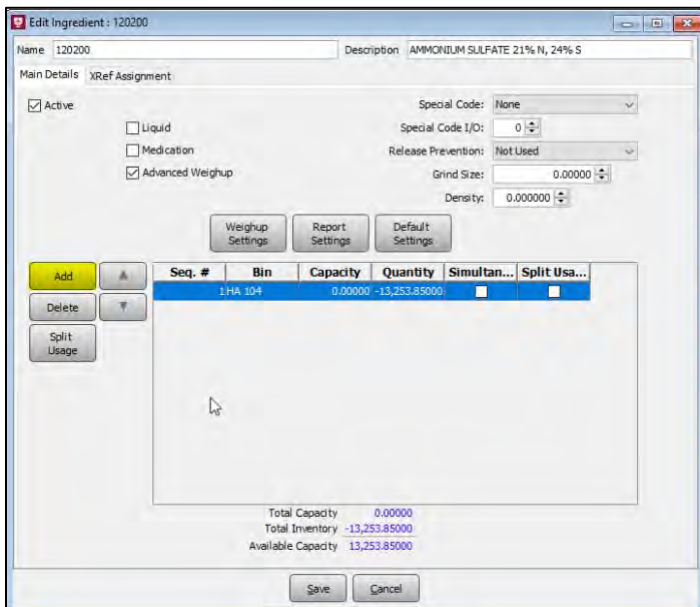 Edit Ingredient : 120200
Name 120200 Description AMMONIUM SULFATE 21% N, 24% S
Main Details XRef Assignment
Active Special Code: None
Liquid Special Code I/O: 0
Medication Release Prevention: Not Used
Advanced Weighup Grind Size: 0.00000
Density: 0.000000
Weighup Settings Report Settings Default Settings
Add Seq. # Bin Capacity Quantity Simultan... Split Usa...
1 HA 104 0.00000 -13,253.85000
Delete
Split Usage
Total Capacity 0.00000
Total Inventory -13,253.85000
Available Capacity 13,253.85000
Save Cancel